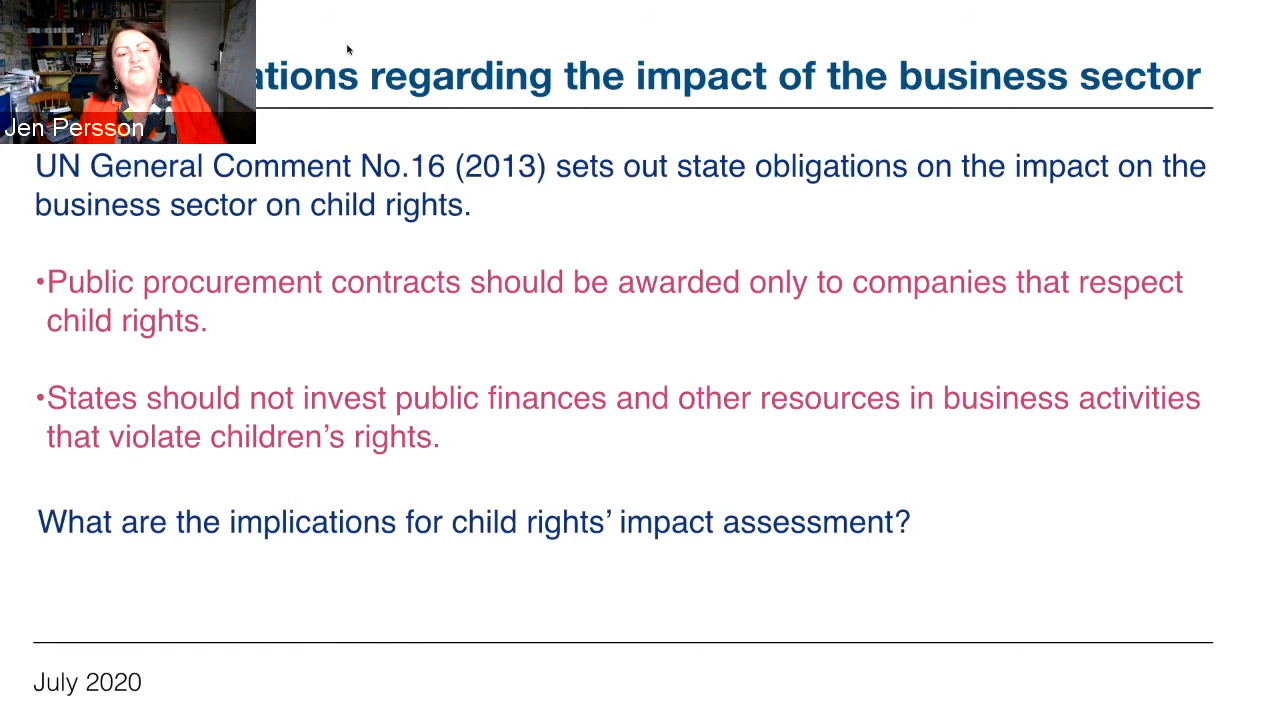 regarding the impact of the business sector
Jen Persson
UN General Comment No.16 (2013) sets out state obligations on the impact on the
business sector on child rights.
•Public procurement contracts should be awarded only to companies that respect
child rights.
•States should not invest public finances and other resources in business activities
that violate children’s rights.
What are the implications for child rights’ impact assessment?
July 2020